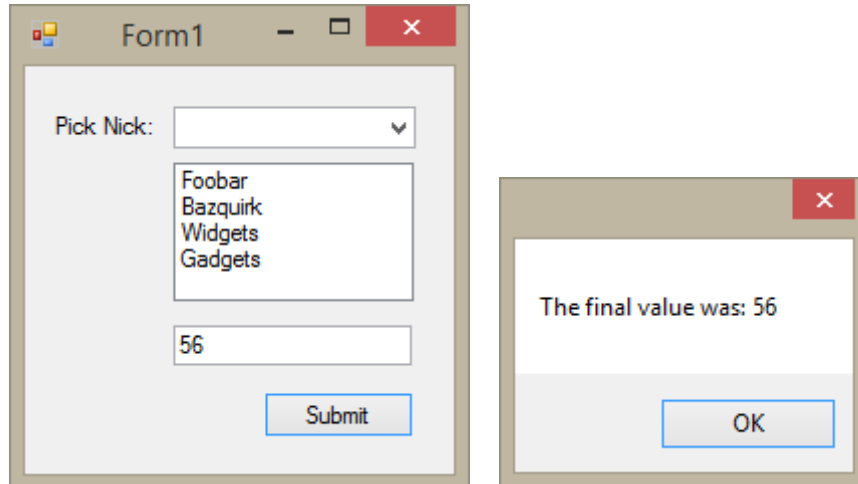 Form1
Pick Nick:
Foobar
Bazquirk
Widgets
Gadgets
56
Submit
The final value was: 56
OK